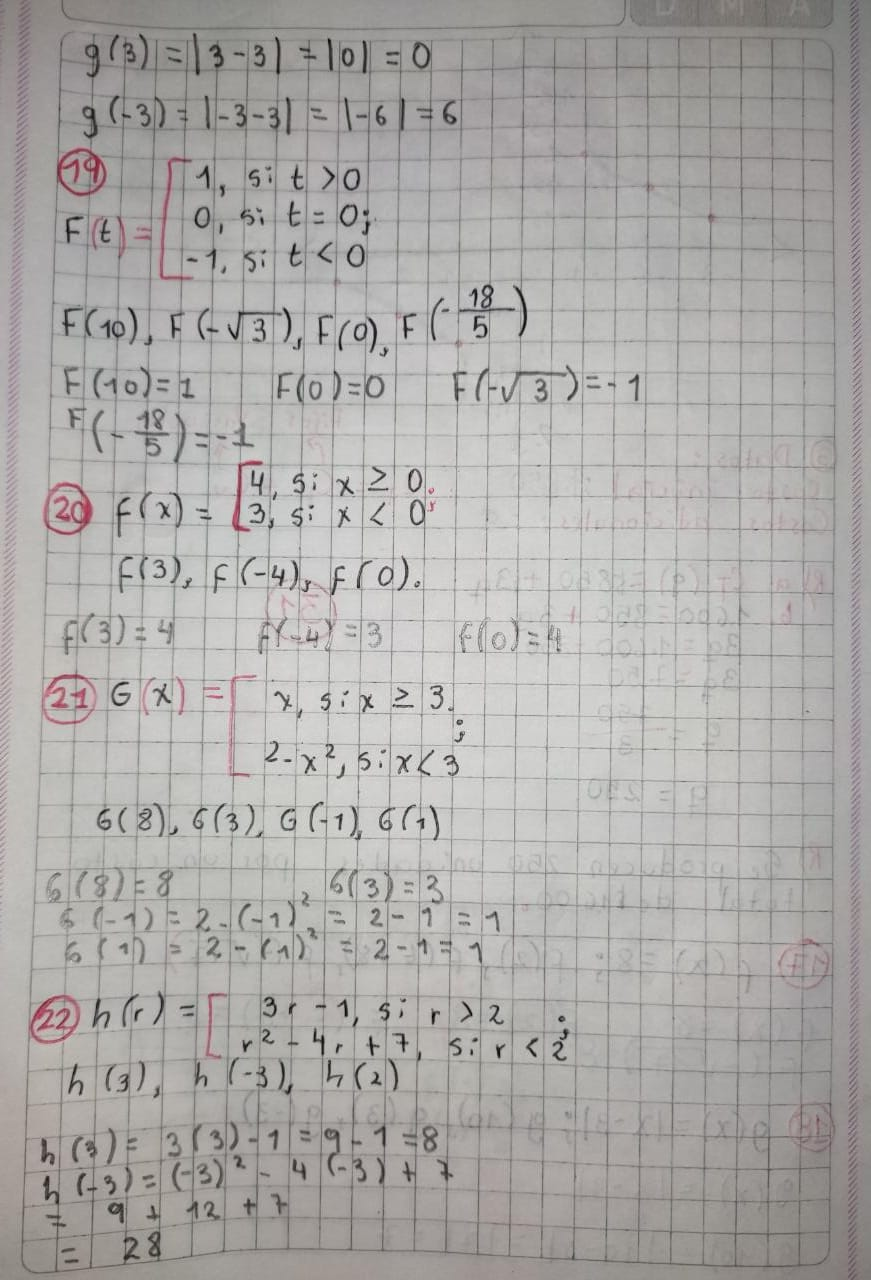 D M A
g(3) = |3-3| = |0| = 0
g(-3) = |-3-3| = |-6| = 6
19
1, si t > 0
F(t) = 0, si t = 0;
-1, si t < 0
F(10), F(-√3), F(0), F(-18/5)
F(10) = 1 F(0) = 0 F(-√3) = -1
F(-18/5) = -1
20 f(x) = [4, si x ≥ 0;
3, si x < 0
f(3), f(-4), f(0).
f(3) = 4 f(-4) = 3 f(0) = 4
21 G(x) = [x, si x ≥ 3.;
2-x², si x < 3
G(8), G(3), G(-1), G(1)
G(8) = 8 G(3) = 3
G(-1) = 2-(-1)² = 2-1 = 1
G(1) = 2-(1)² = 2-1 = 1
22 h(r) = [3r-1, si r > 2;
r²-4r+7, si r < 2
h(3), h(-3), h(2)
h(3) = 3(3)-1 = 9-1 = 8
h(-3) = (-3)² - 4(-3) + 7
= 9 + 12 + 7
= 28